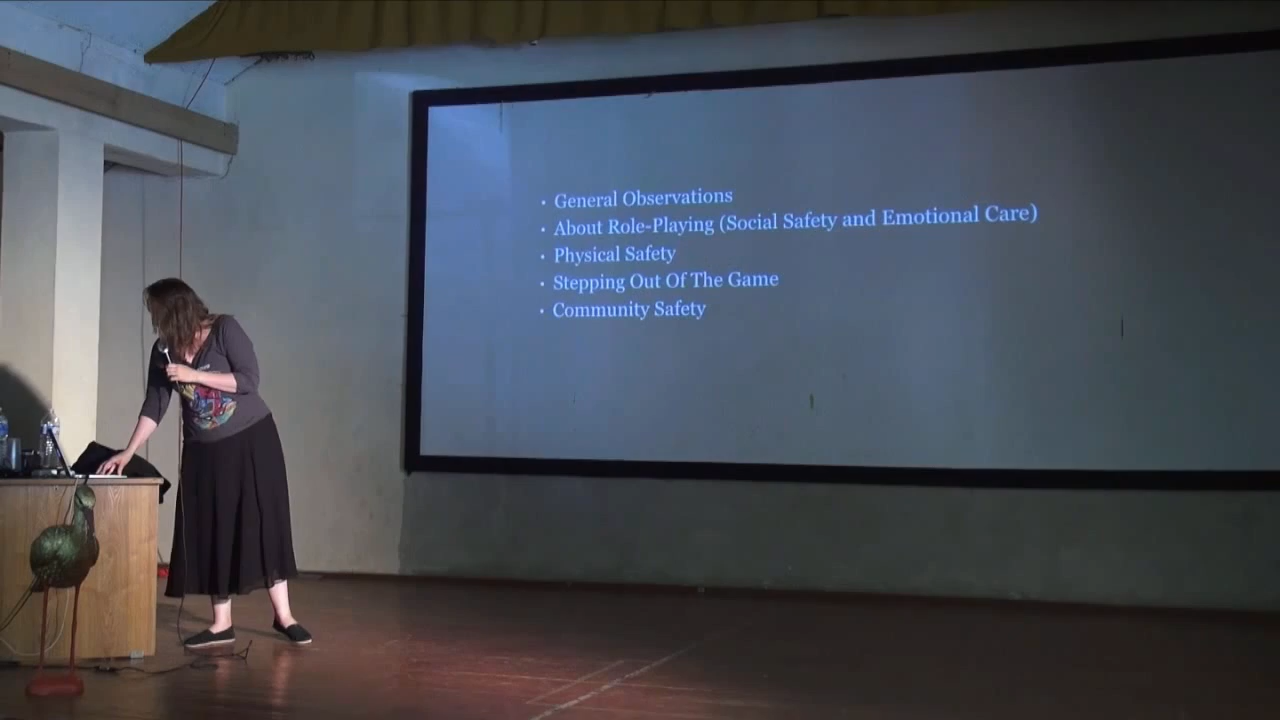 · General Observations
· About Role-Playing (Social Safety and Emotional Care)
· Physical Safety
· Stepping Out Of The Game
· Community Safety